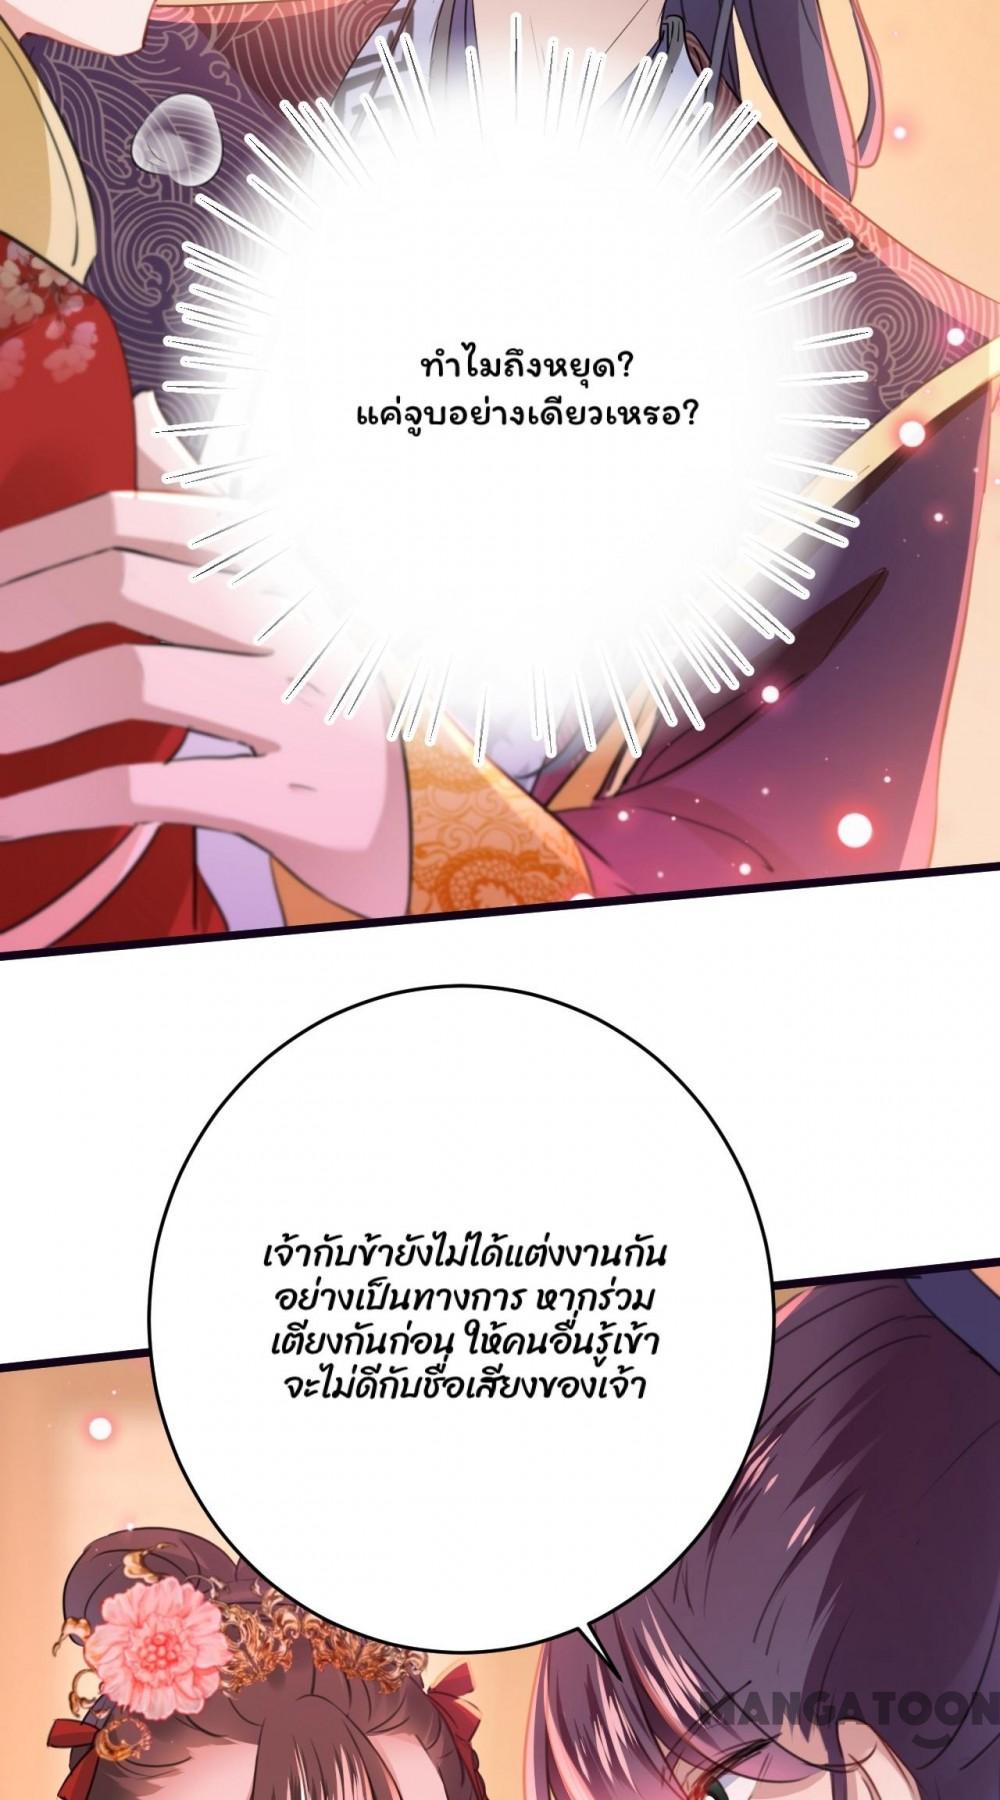 ทำไมถึงหยุด?
แค่จูบอย่างเดียวเหรอ?
เจ้ากับข้ายังไม่ได้แต่งงานกัน
อย่างเป็นทางการ หากร่วม
เตียงกันก่อน ให้คนอื่นรู้เข้า
จะไม่ดีกับชื่อเสียงของเจ้า
MANGATOON